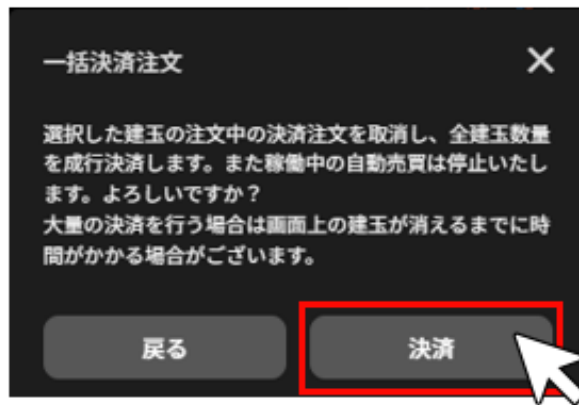 一括決済注文
選択した建玉の注文中の決済注文を取消し、全建玉数量
を成行決済します。また稼働中の自動売買は停止いたし
ます。よろしいですか？
大量の決済を行う場合は画面上の建玉が消えるまでに時
間がかかる場合がございます。
戻る
決済